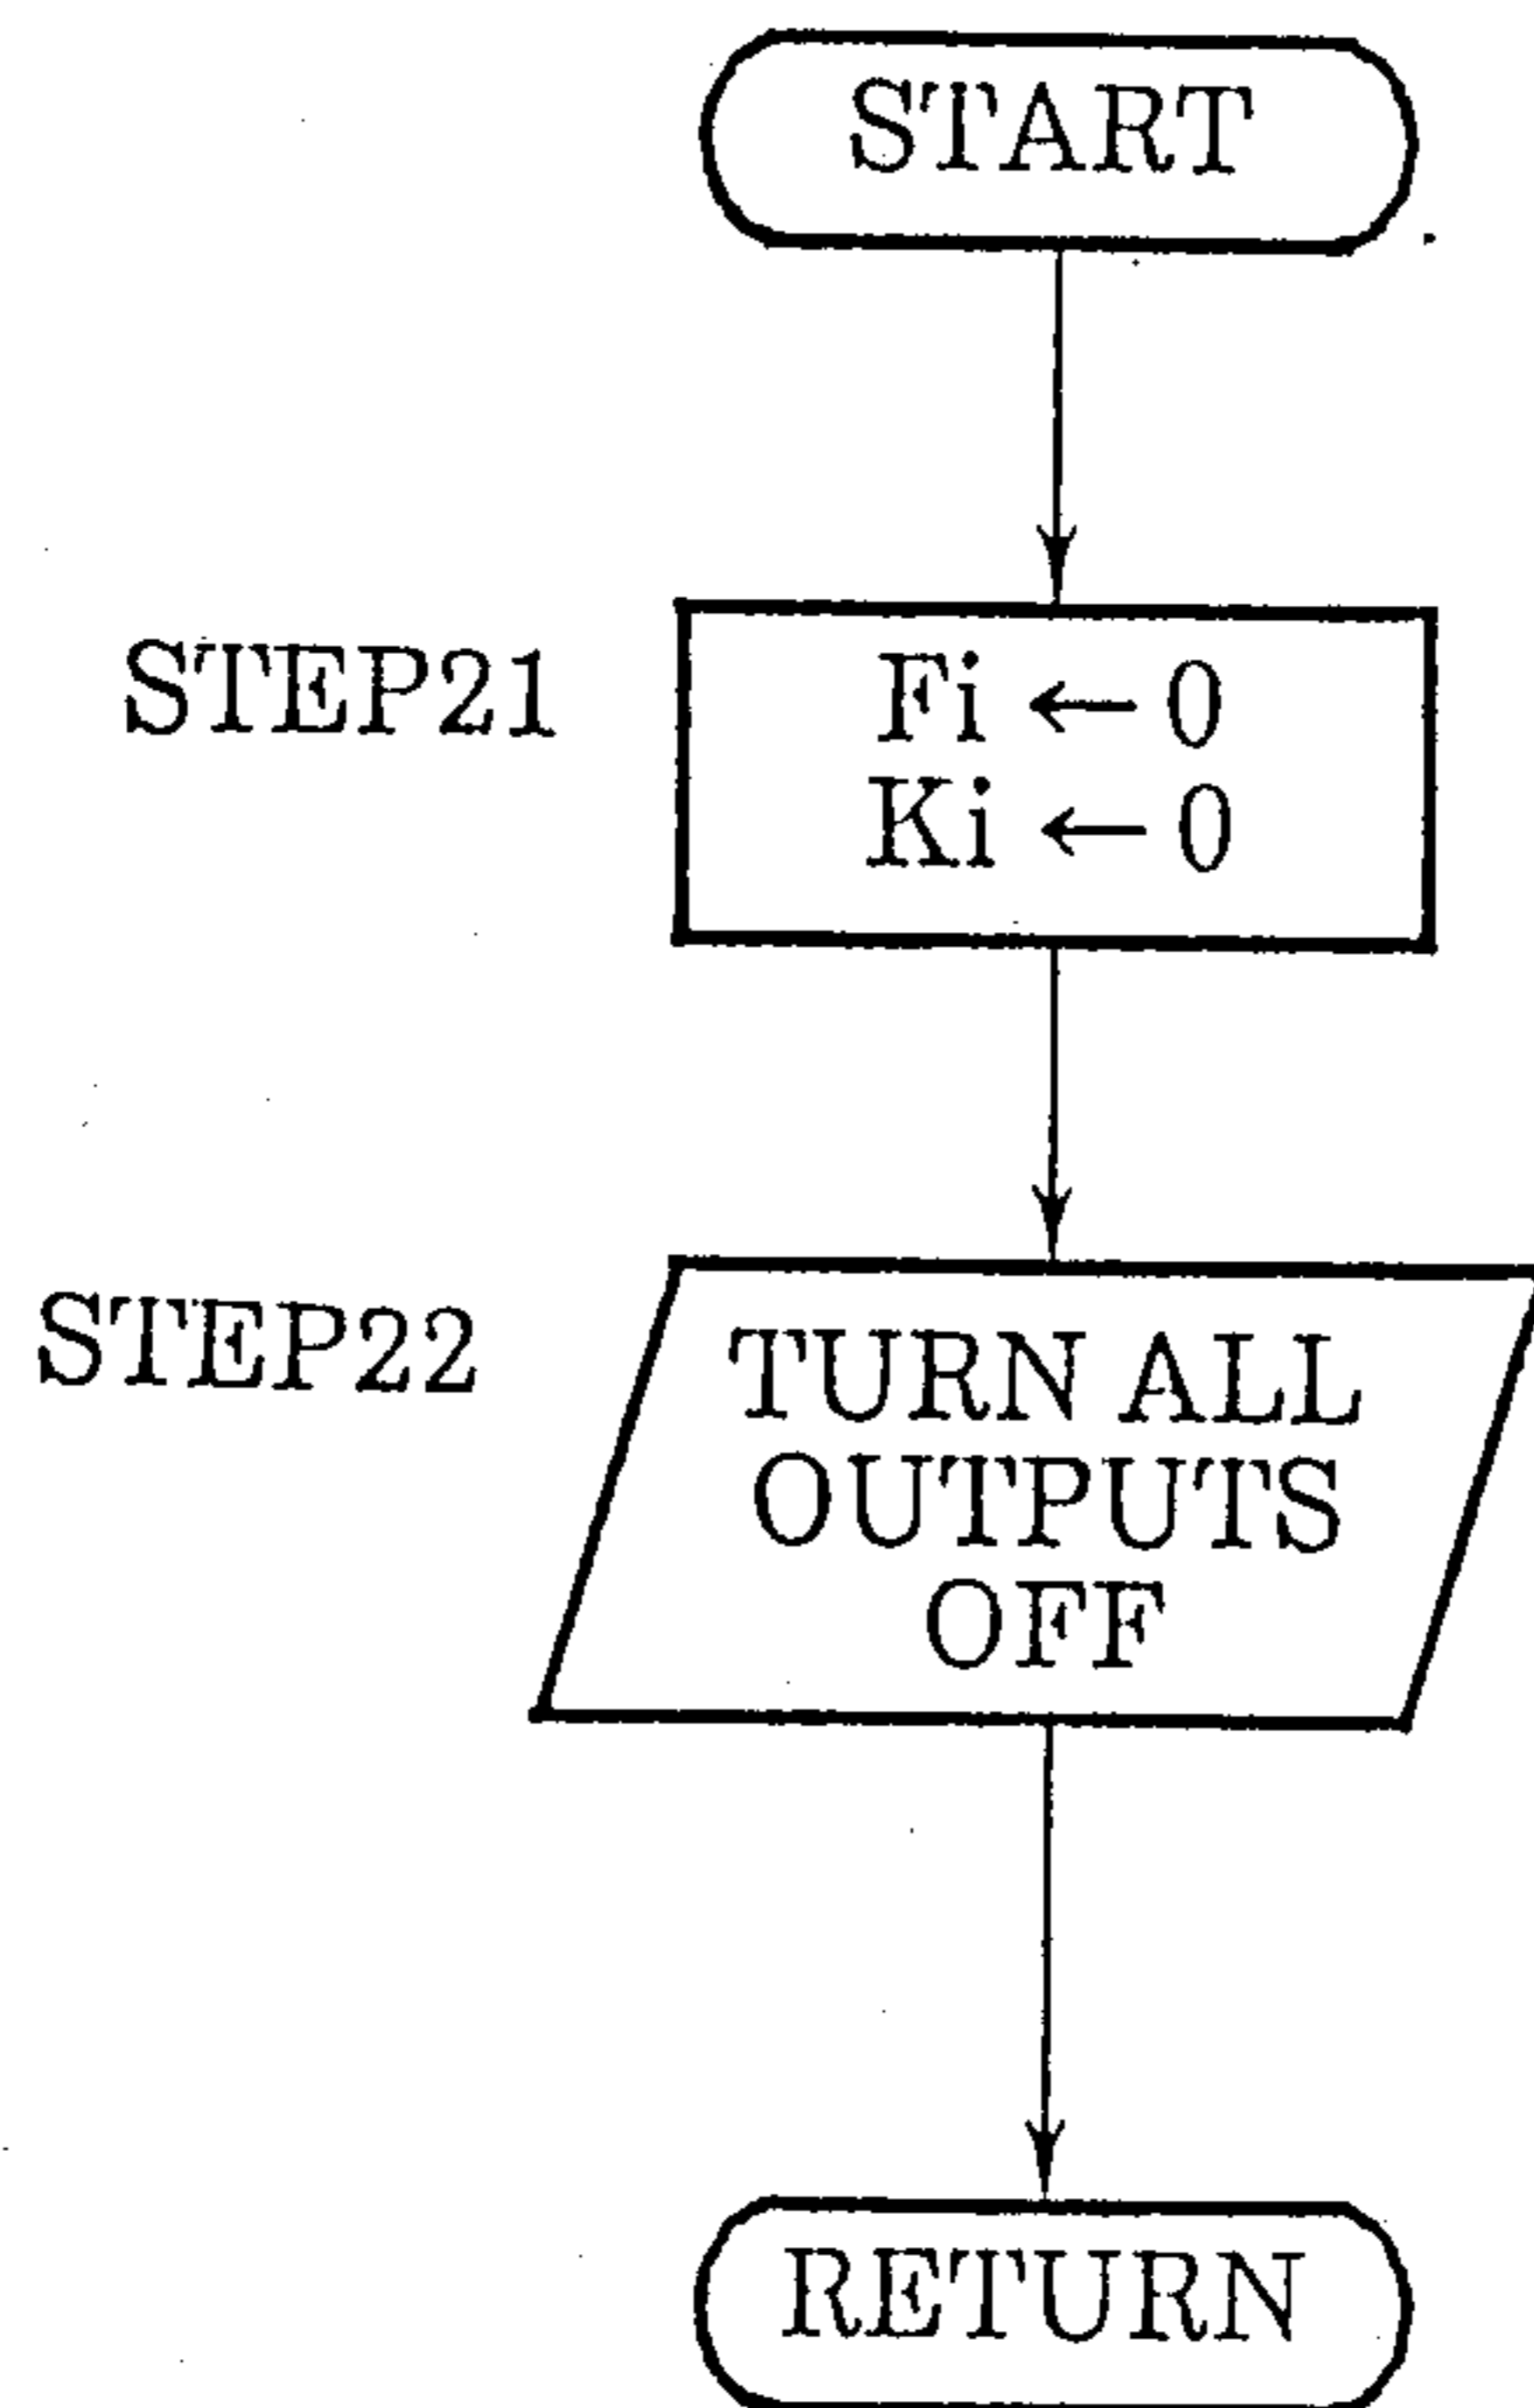 START
STEP21
Fi ← 0
Ki ← 0
STEP22
TURN ALL
OUTPUTS
OFF
RETURN